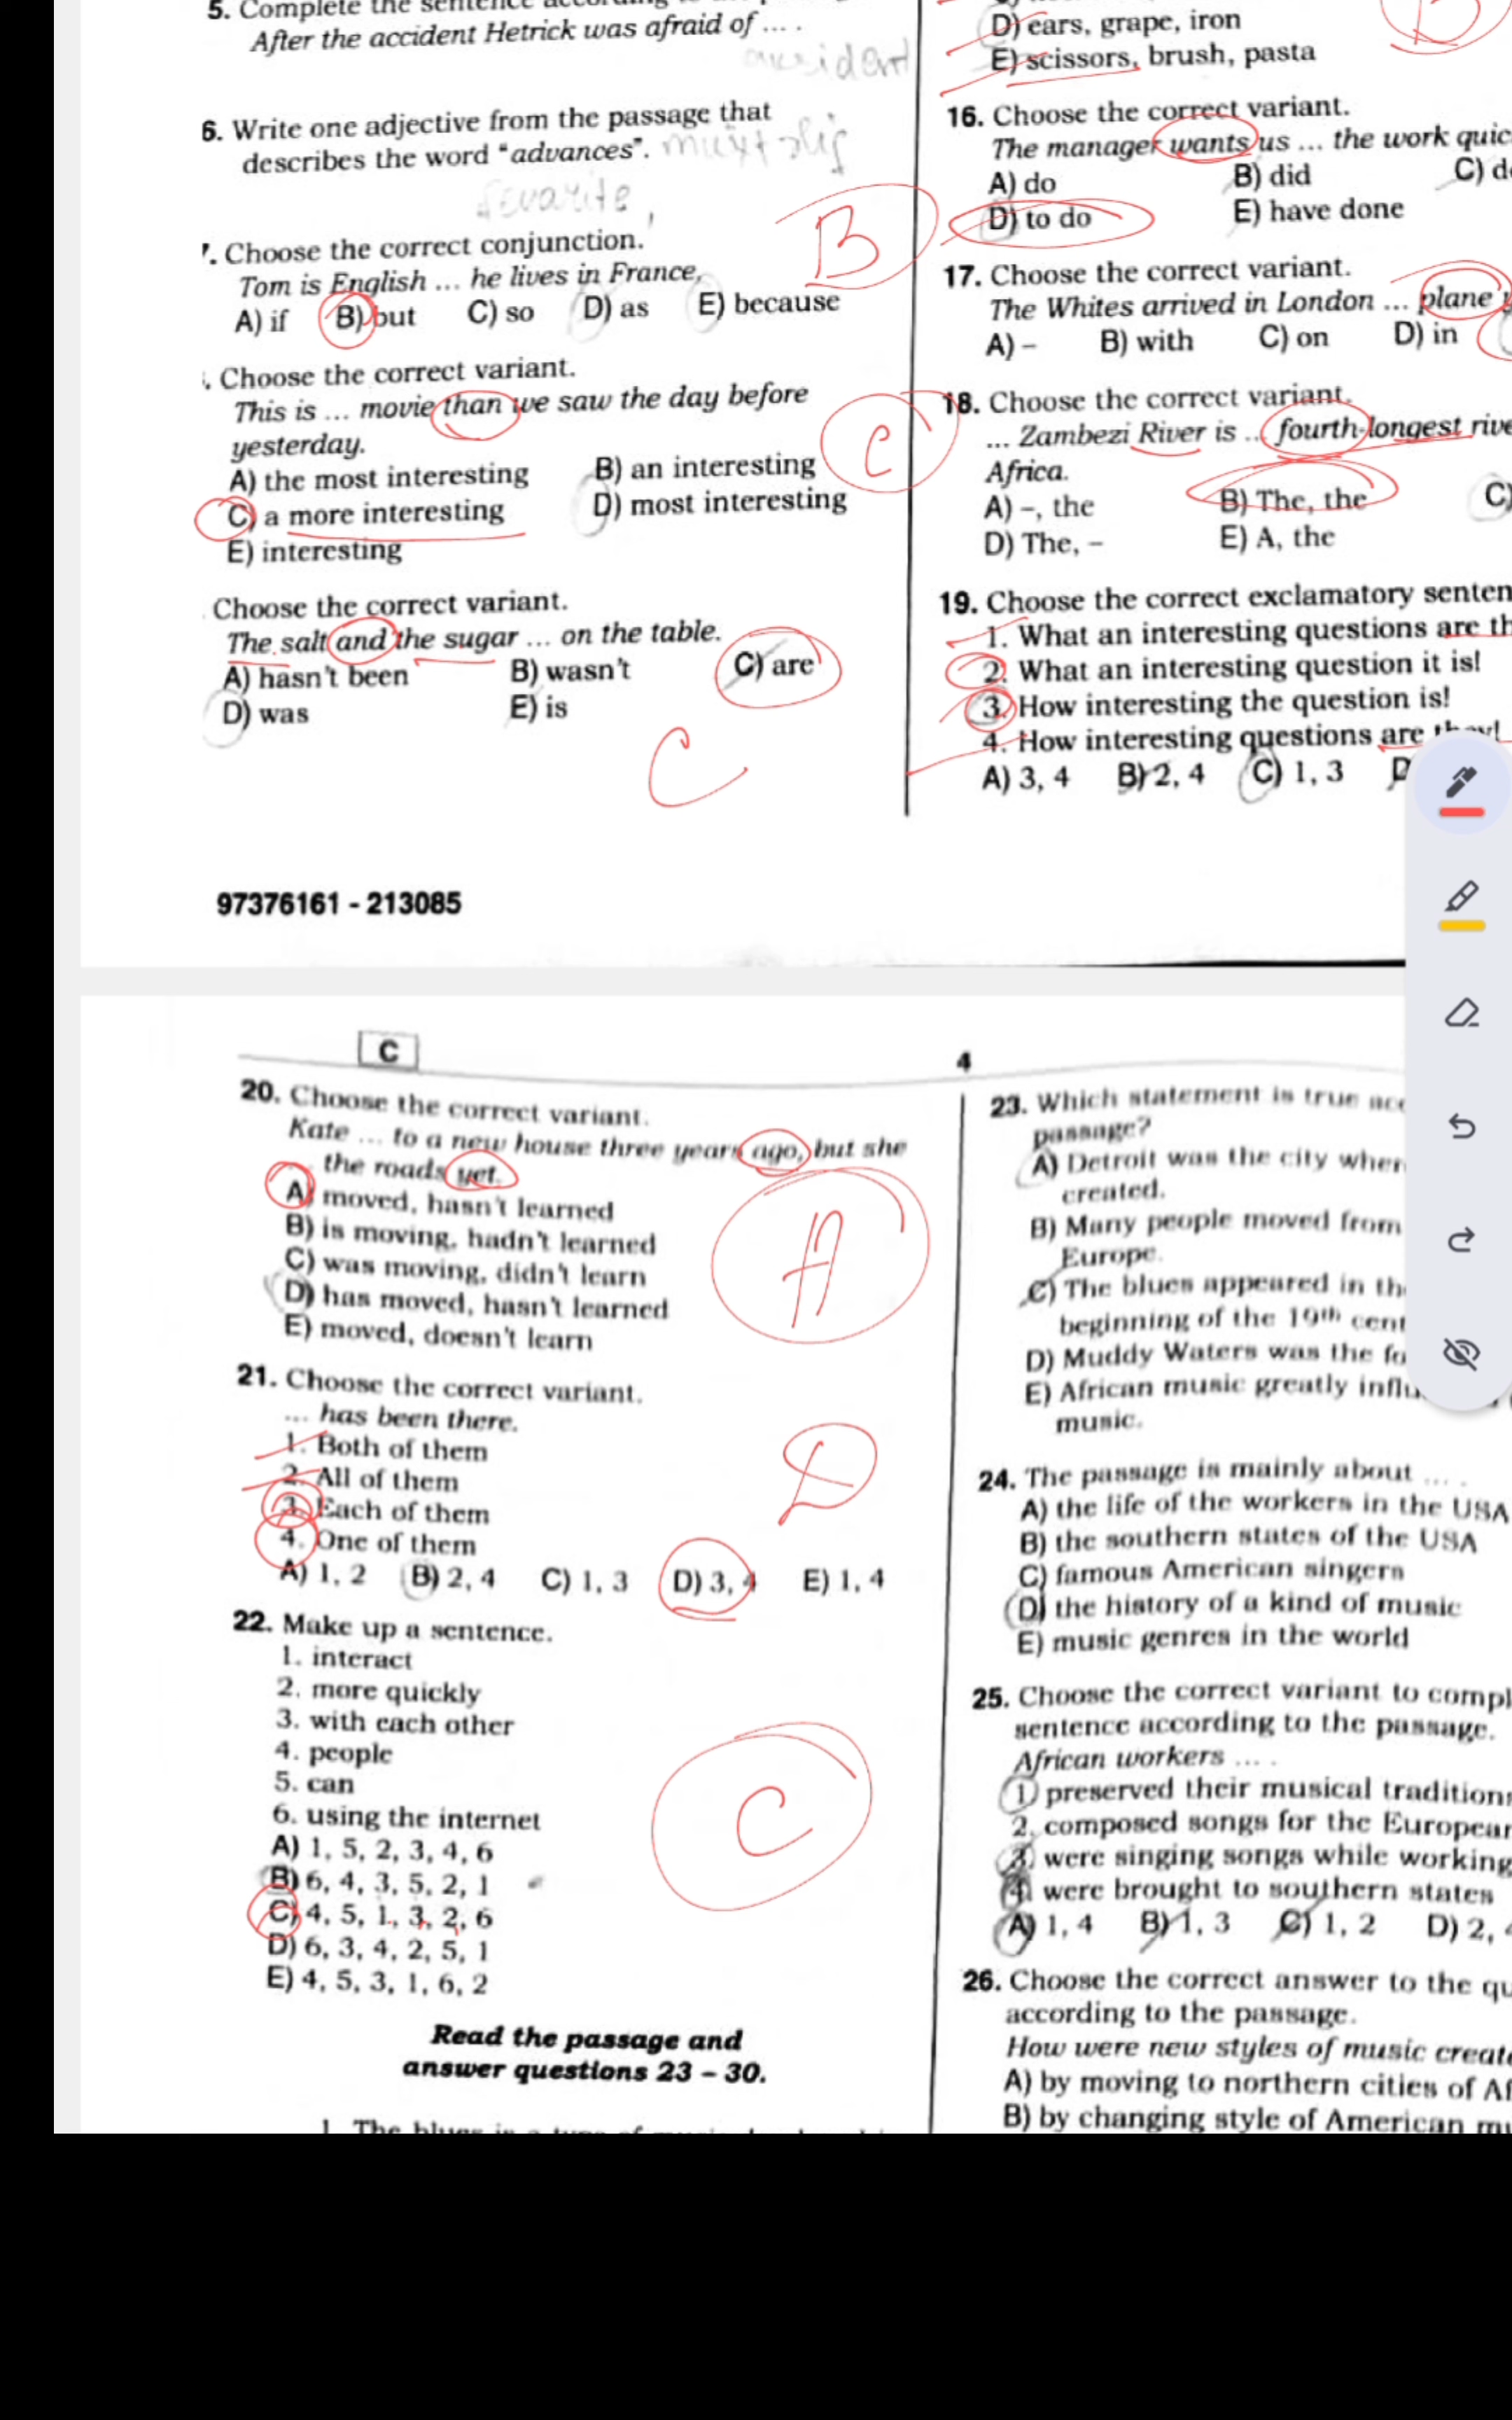 5. Complete the sentence
After the accident Hetrick was afraid of ... .
accident
6. Write one adjective from the passage that
describes the word “advances”.
7. Choose the correct conjunction.
Tom is English ... he lives in France.
A) if B) but C) so D) as E) because
B
. Choose the correct variant.
This is ... movie than we saw the day before
yesterday.
A) the most interesting B) an interesting
C) a more interesting D) most interesting
E) interesting
C
. Choose the correct variant.
The salt and the sugar ... on the table.
A) hasn't been B) wasn't C) are
D) was E) is
C
97376161 - 213085
D) ears, grape, iron
E) scissors, brush, pasta
16. Choose the correct variant.
The manager wants us ... the work
A) do B) did C)
D) to do E) have done
17. Choose the correct variant.
The Whites arrived in London ... plane
A) – B) with C) on D) in
18. Choose the correct variant.
... Zambezi River is ... fourth-longest
Africa.
A) –, the B) The, the C)
D) The, – E) A, the
19. Choose the correct exclamatory
1. What an interesting questions are
2. What an interesting question it is!
3. How interesting the question is!
4. How interesting questions are they!
A) 3, 4 B) 2, 4 C) 1, 3
C
4
20. Choose the correct variant.
Kate ... to a new house three years ago, but she
... the roads yet.
A) moved, hasn't learned
B) is moving, hadn't learned
C) was moving, didn't learn
D) has moved, hasn't learned
E) moved, doesn't learn
A
21. Choose the correct variant.
... has been there.
1. Both of them
2. All of them
3. Each of them
4. One of them
A) 1, 2 B) 2, 4 C) 1, 3 D) 3, 4 E) 1, 4
D
22. Make up a sentence.
1. interact
2. more quickly
3. with each other
4. people
5. can
6. using the internet
A) 1, 5, 2, 3, 4, 6
B) 6, 4, 3, 5, 2, 1
C) 4, 5, 1, 3, 2, 6
D) 6, 3, 4, 2, 5, 1
E) 4, 5, 3, 1, 6, 2
C
Read the passage and
answer questions 23 – 30.
1. The blues is a type of music
23. Which statement is true
passage?
A) Detroit was the city
created.
B) Many people moved from
Europe.
C) The blues appeared in
beginning of the 19th
D) Muddy Waters was the
E) African music greatly
music.
24. The passage is mainly about ... .
A) the life of the workers in the USA
B) the southern states of the USA
C) famous American singers
D) the history of a kind of music
E) music genres in the world
25. Choose the correct variant to
sentence according to the passage.
African workers ... .
1. preserved their musical
2. composed songs for the
3. were singing songs while working
4. were brought to southern states
A) 1, 4 B) 1, 3 C) 1, 2 D) 2,
26. Choose the correct answer to the
according to the passage.
How were new styles of music
A) by moving to northern cities of
B) by changing style of American